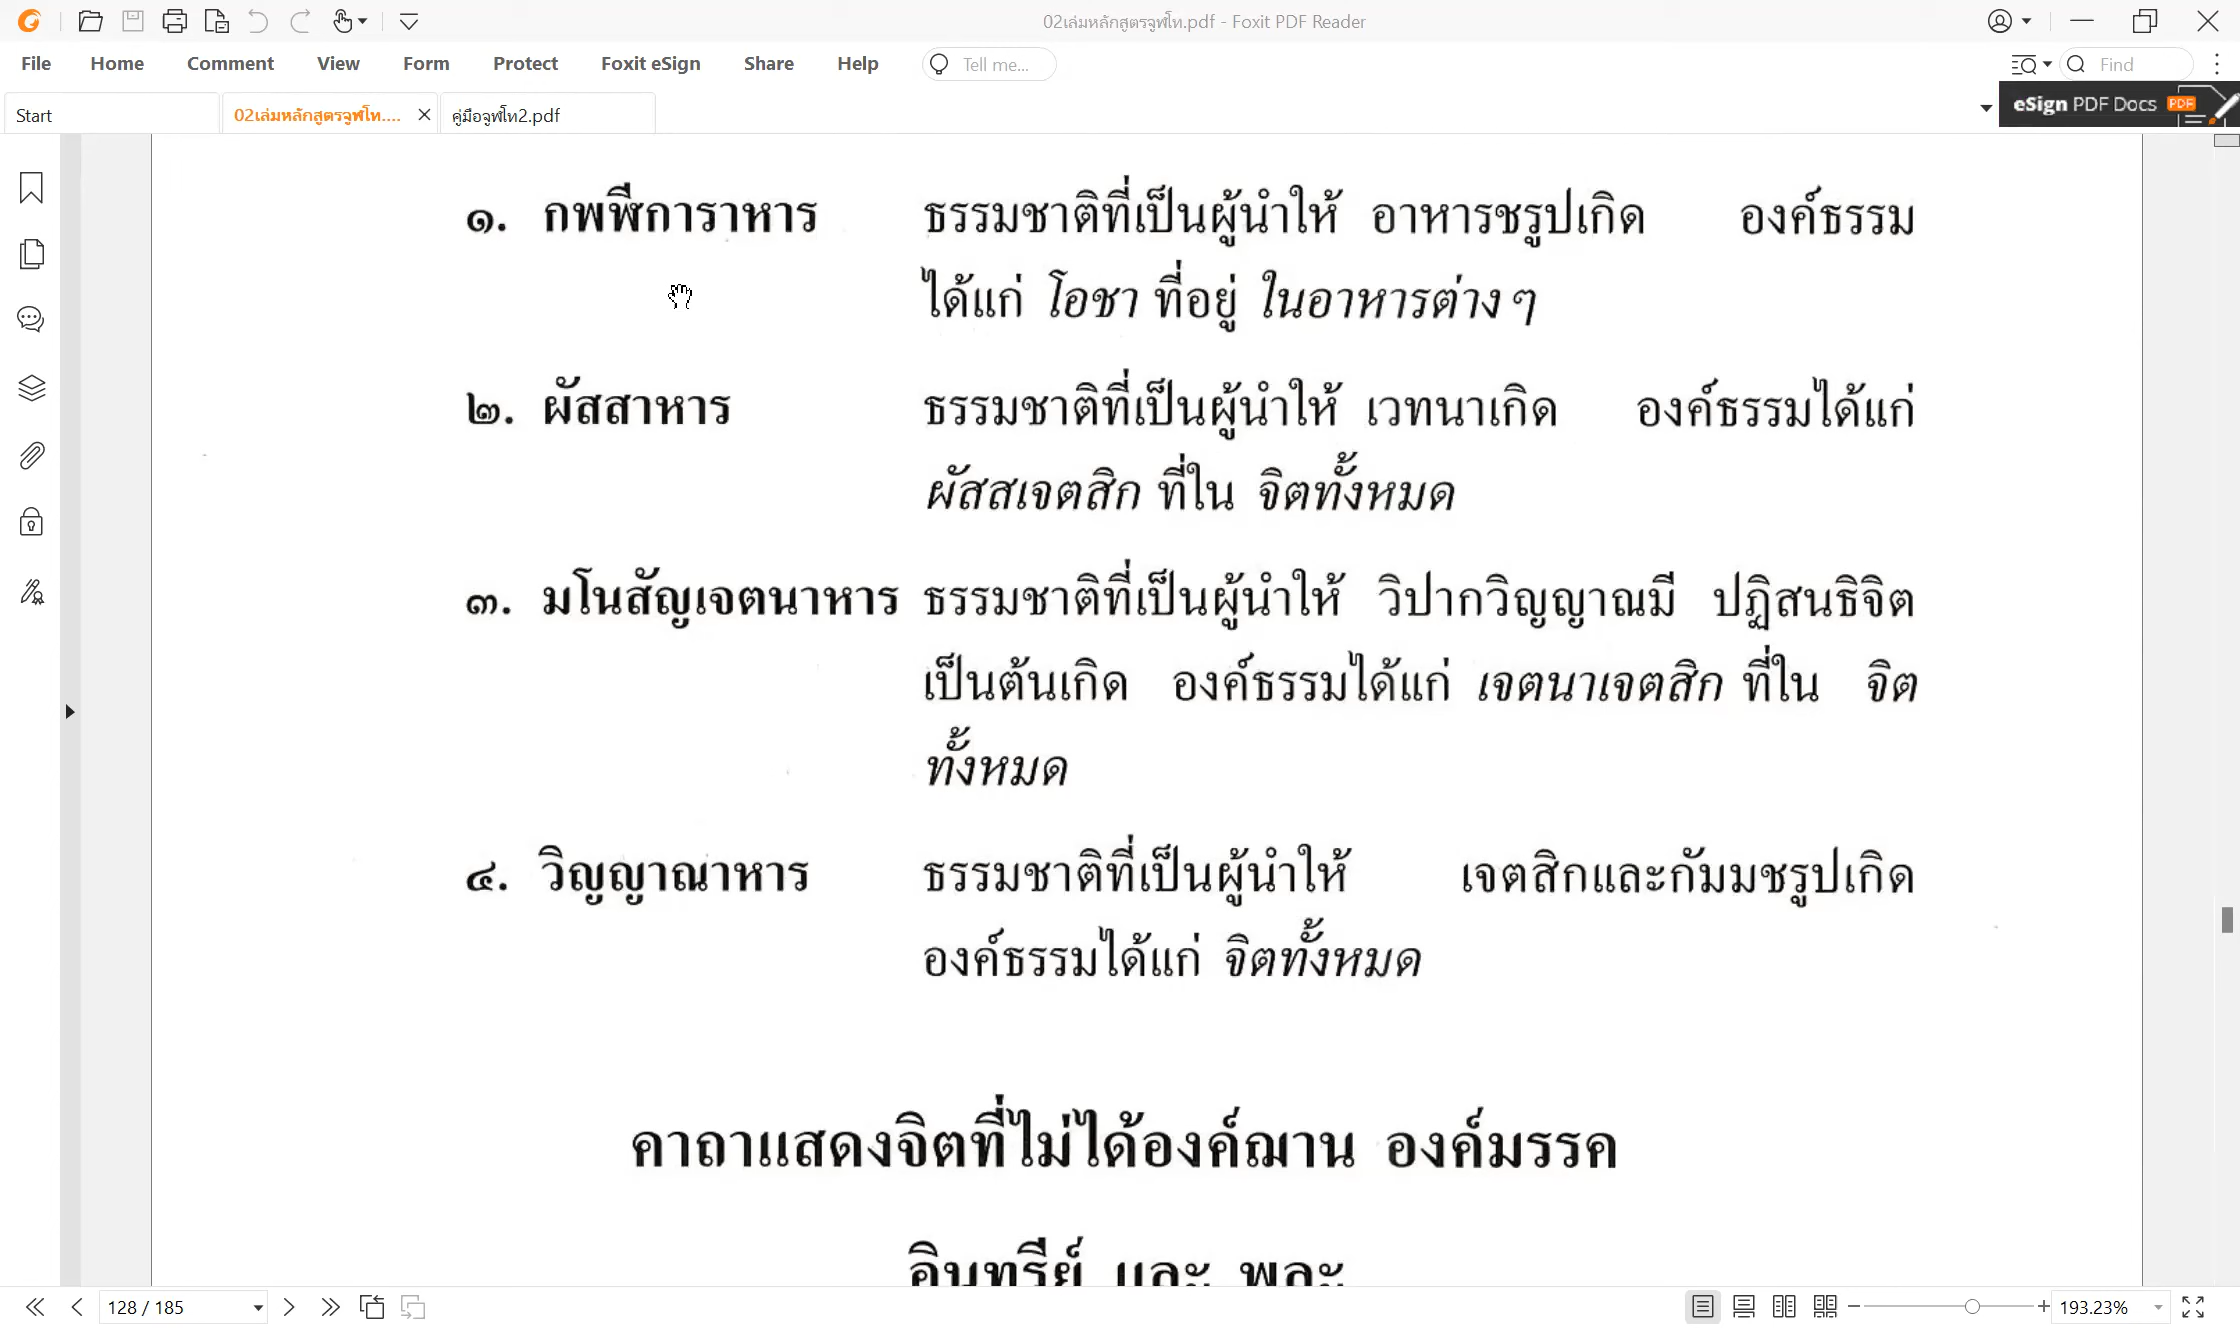 02เล่มหลักสูตรจูฬโท.pdf - Foxit PDF Reader
File Home Comment View Form Protect Foxit eSign Share Help Tell me... Find
Start 02เล่มหลักสูตรจูฬโท.... คู่มือจูฬโท2.pdf eSign PDF Docs PDF
๑. กพฬีการาหาร ธรรมชาติที่เป็นผู้นำให้ อาหารชรูปเกิด องค์ธรรม
ได้แก่ โอชา ที่อยู่ ในอาหารต่าง ๆ
๒. ผัสสาหาร ธรรมชาติที่เป็นผู้นำให้ เวทนาเกิด องค์ธรรมได้แก่
ผัสสเจตสิก ที่ใน จิตทั้งหมด
๓. มโนสัญเจตนาหาร ธรรมชาติที่เป็นผู้นำให้ วิปากวิญญาณมี ปฏิสนธิจิต
เป็นต้นเกิด องค์ธรรมได้แก่ เจตนาเจตสิก ที่ใน จิต
ทั้งหมด
๔. วิญญาณาหาร ธรรมชาติที่เป็นผู้นำให้ เจตสิกและกัมมชรูปเกิด
องค์ธรรมได้แก่ จิตทั้งหมด
คาถาแสดงจิตที่ไม่ได้องค์ฌาน องค์มรรค
อินทรีย์ และ พละ
128 / 185 193.23%